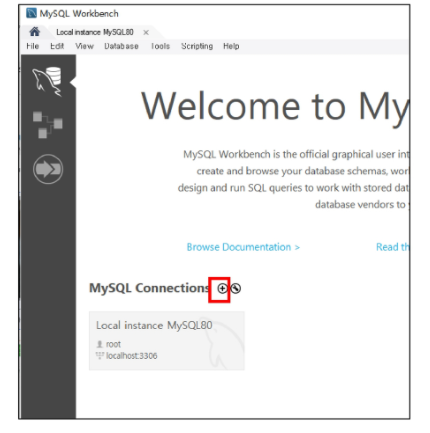 MySQL Workbench
Local instance MySQL80 ×
File Edit View Database Tools Scripting Help
Welcome to My
MySQL Workbench is the official graphical user int
create and browse your database schemas, worl
design and run SQL queries to work with stored dat
database vendors to y
Browse Documentation >
Read th
MySQL Connections
Local instance MySQL80
root
localhost:3306